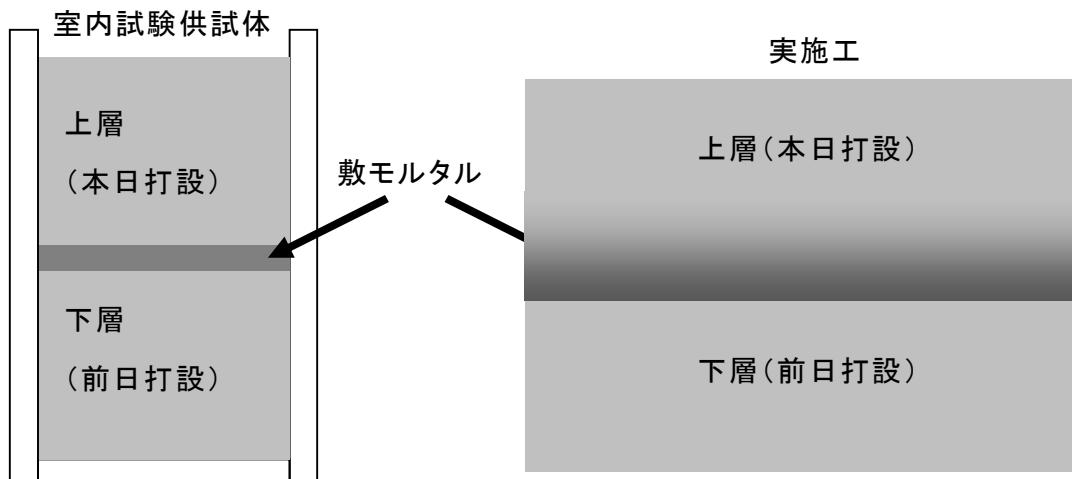 室内試験供試体
上層
(本日打設)
敷モルタル
下層
(前日打設)
実施工
上層(本日打設)
下層(前日打設)